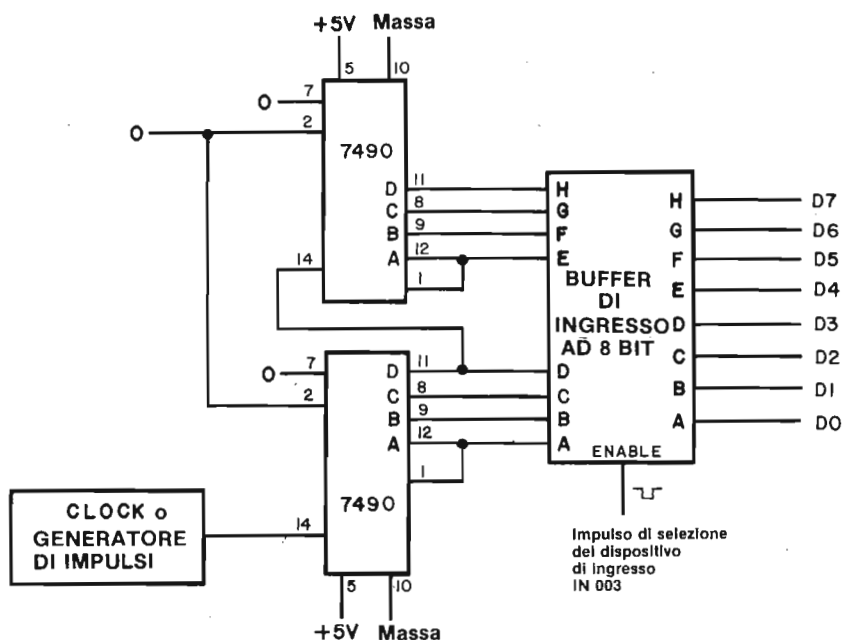 +5V Massa
5 10
O 7
O 2
7490
D 11 H
C 8 G
B 9 F
A 12 E
14
1
H D7
G D6
F D5
E D4
D D3
C D2
B D1
A D0
BUFFER
DI
INGRESSO
AD 8 BIT
O 7
2
D 11 D
C 8 C
B 9 B
A 12 A
1
7490
ENABLE
CLOCK o
GENERATORE
DI IMPULSI
14
5 10
+5V Massa
Impulso di selezione
del dispositivo
di ingresso
IN 003